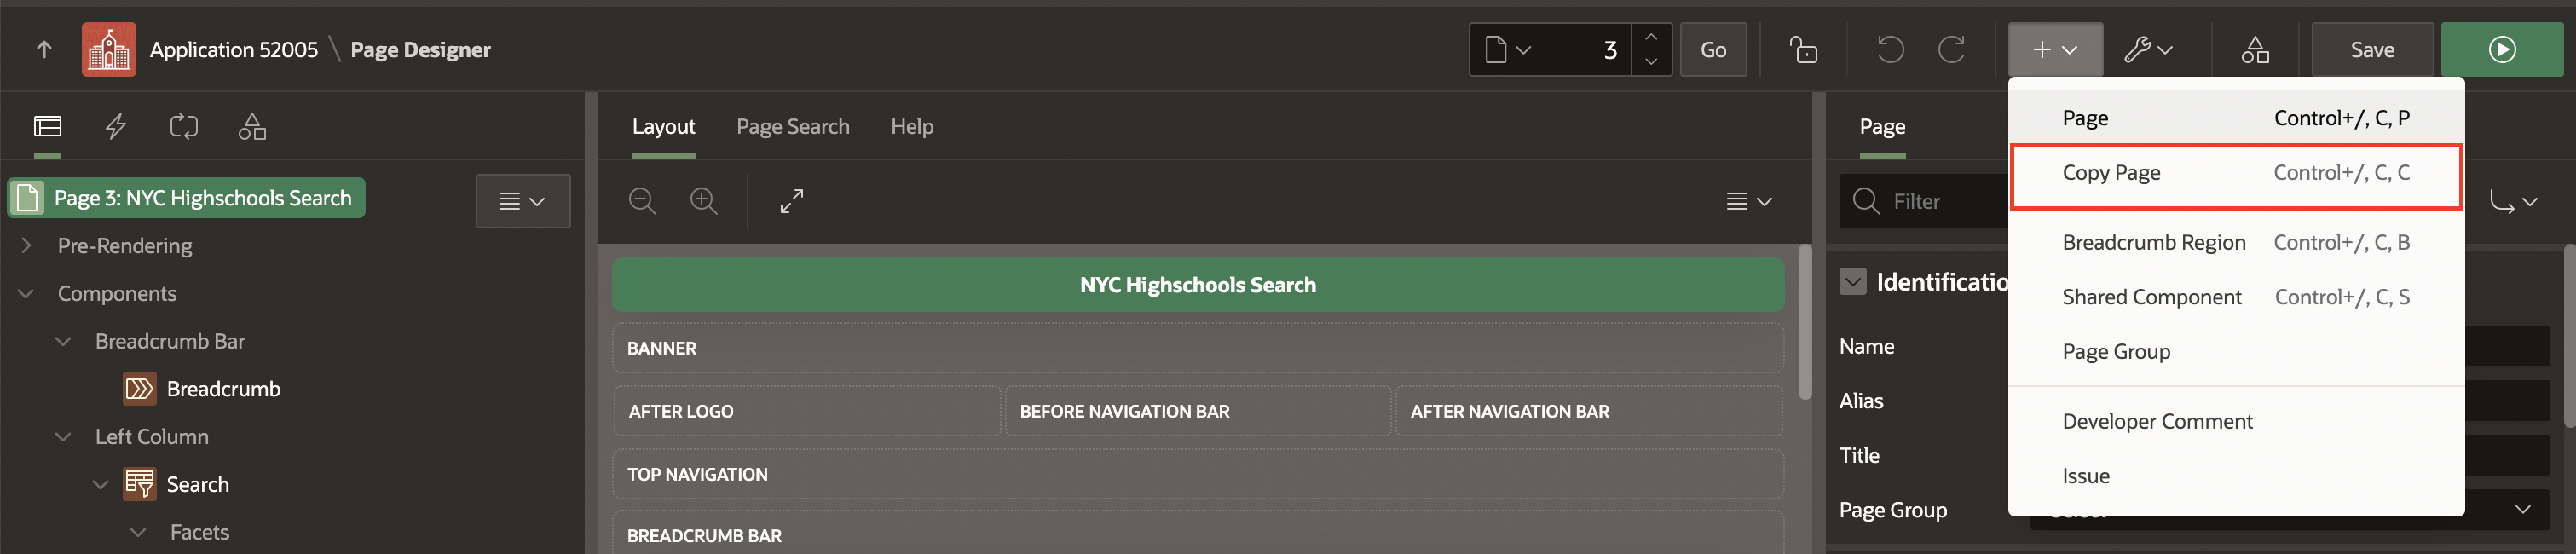 Application 52005 \ Page Designer
3
Go
Save
Layout
Page Search
Help
Page 3: NYC Highschools Search
Pre-Rendering
Components
Breadcrumb Bar
Breadcrumb
Left Column
Search
Facets
NYC Highschools Search
BANNER
AFTER LOGO
BEFORE NAVIGATION BAR
AFTER NAVIGATION BAR
TOP NAVIGATION
BREADCRUMB BAR
Page
Filter
Identificatio
Name
Alias
Title
Page Group
Page Control+/, C, P
Copy Page Control+/, C, C
Breadcrumb Region Control+/, C, B
Shared Component Control+/, C, S
Page Group
Developer Comment
Issue